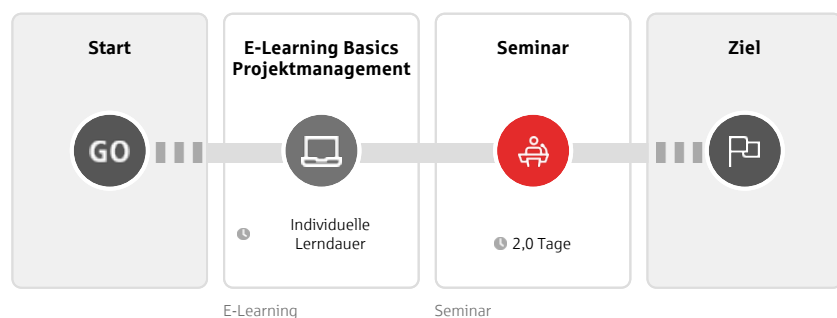 Start
E-Learning Basics
Projektmanagement
Seminar
Ziel
GO
Individuelle
Lerndauer
2,0 Tage
E-Learning
Seminar